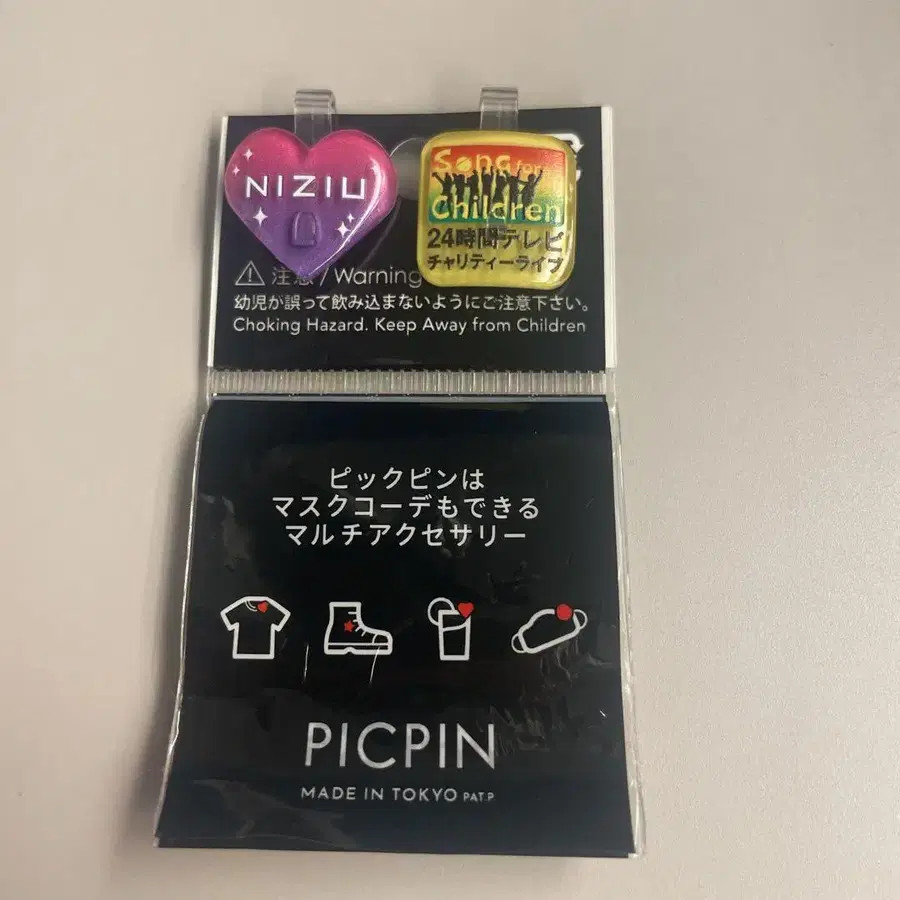 NIZIU
Song for
Children
24時間テレビ
チャリティーライブ
注意 / Warning
幼児が誤って飲み込まないようにご注意下さい。
Choking Hazard. Keep Away from Children
ピックピンは
マスクコーデもできる
マルチアクセサリー
PICPIN
MADE IN TOKYO PAT.P